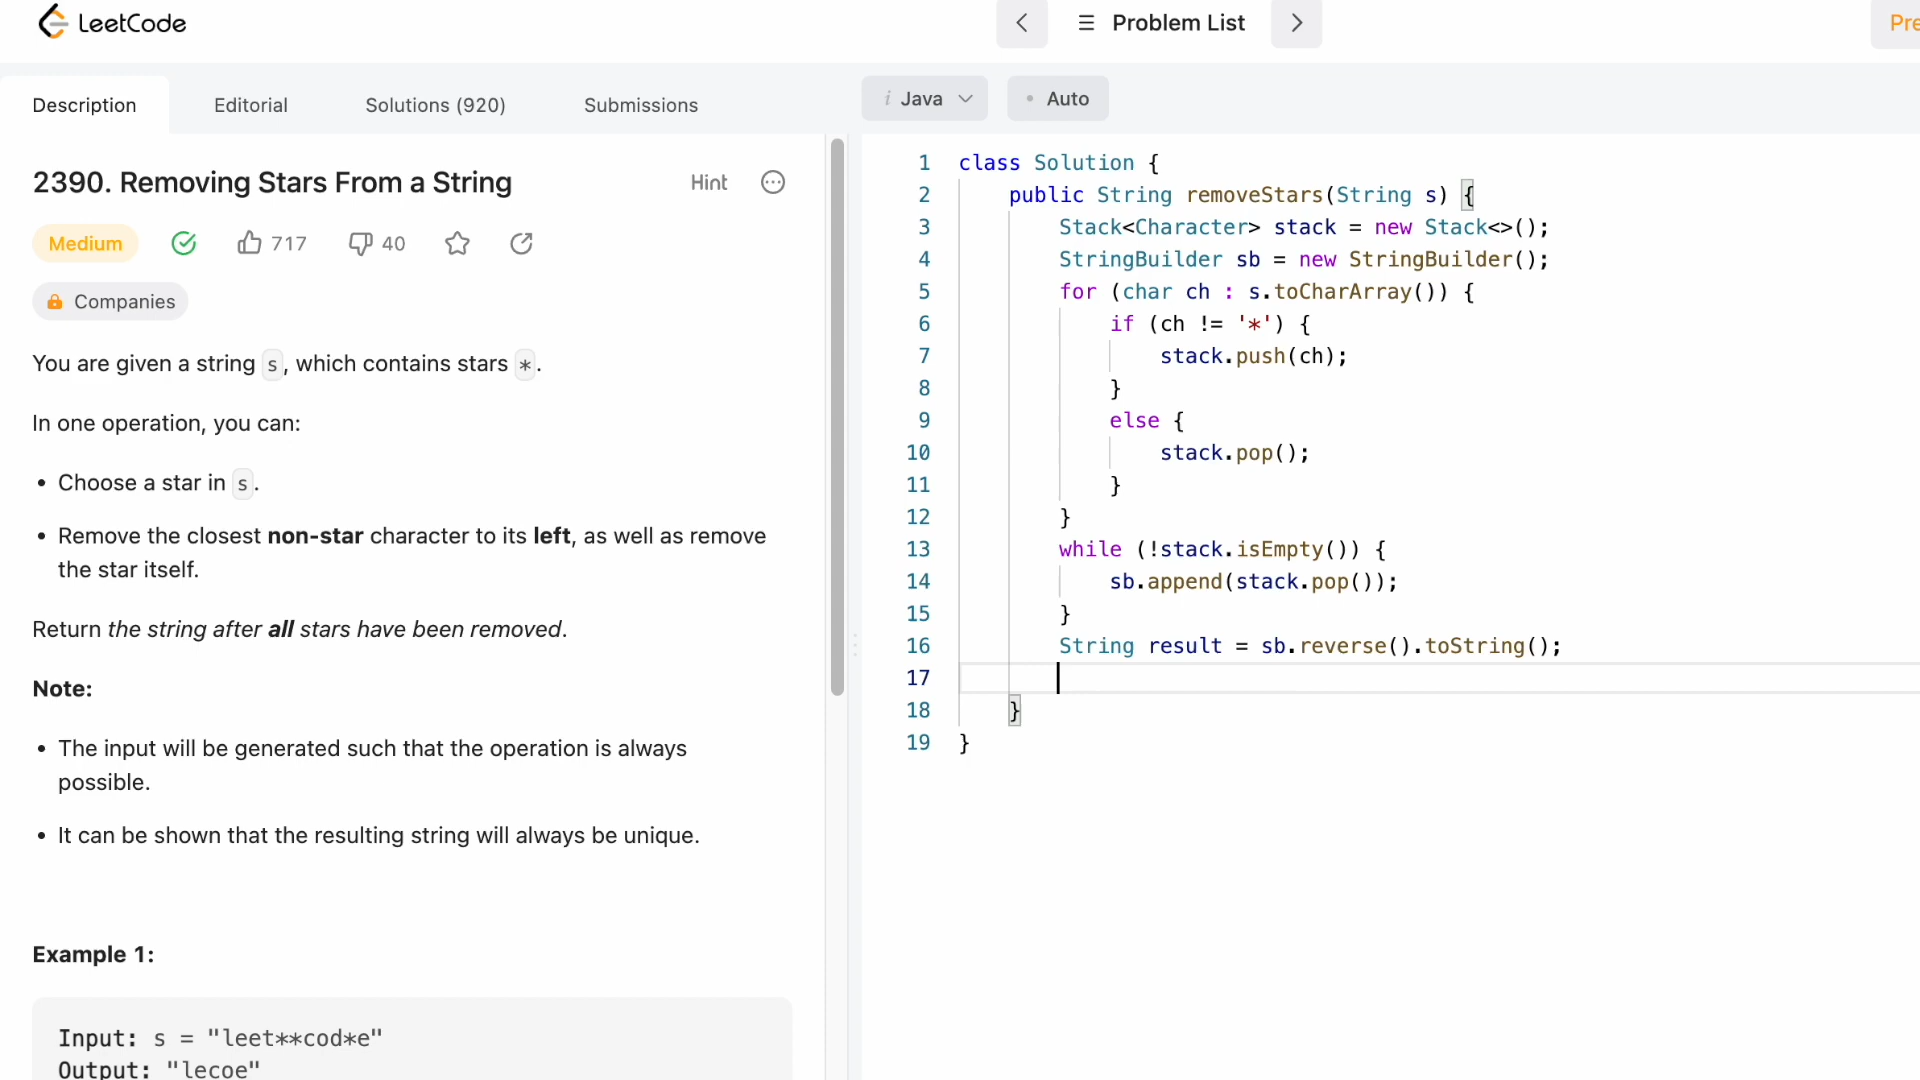 LeetCode
Problem List
Pre
Description Editorial Solutions (920) Submissions
i Java • Auto
2390. Removing Stars From a String
Hint
Medium 717 40
Companies
You are given a string s, which contains stars *.
In one operation, you can:
• Choose a star in s.
• Remove the closest non-star character to its left, as well as remove
the star itself.
Return the string after all stars have been removed.
Note:
• The input will be generated such that the operation is always
possible.
• It can be shown that the resulting string will always be unique.
Example 1:
Input: s = "leet**cod*e"
Output: "lecoe"
1 class Solution {
2 public String removeStars(String s) {
3 Stack<Character> stack = new Stack<>();
4 StringBuilder sb = new StringBuilder();
5 for (char ch : s.toCharArray()) {
6 if (ch != '*') {
7 stack.push(ch);
8 }
9 else {
10 stack.pop();
11 }
12 }
13 while (!stack.isEmpty()) {
14 sb.append(stack.pop());
15 }
16 String result = sb.reverse().toString();
17
18 }
19 }